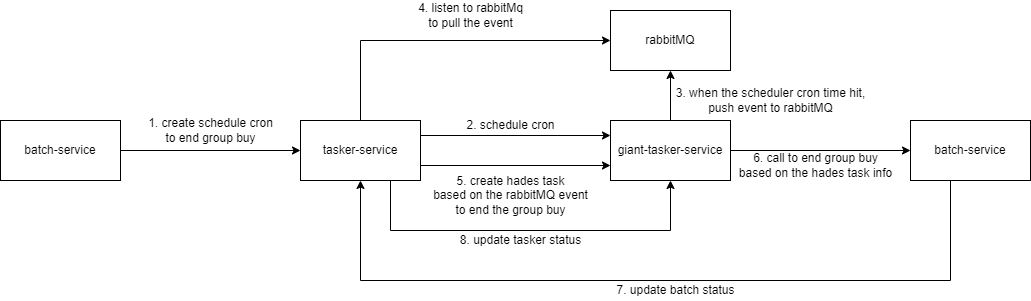 4. listen to rabbitMq
to pull the event
rabbitMQ
3. when the scheduler cron time hit,
push event to rabbitMQ
1. create schedule cron
to end group buy
2. schedule cron
batch-service
tasker-service
giant-tasker-service
batch-service
6. call to end group buy
based on the hades task info
5. create hades task
based on the rabbitMQ event
to end the group buy
8. update tasker status
7. update batch status